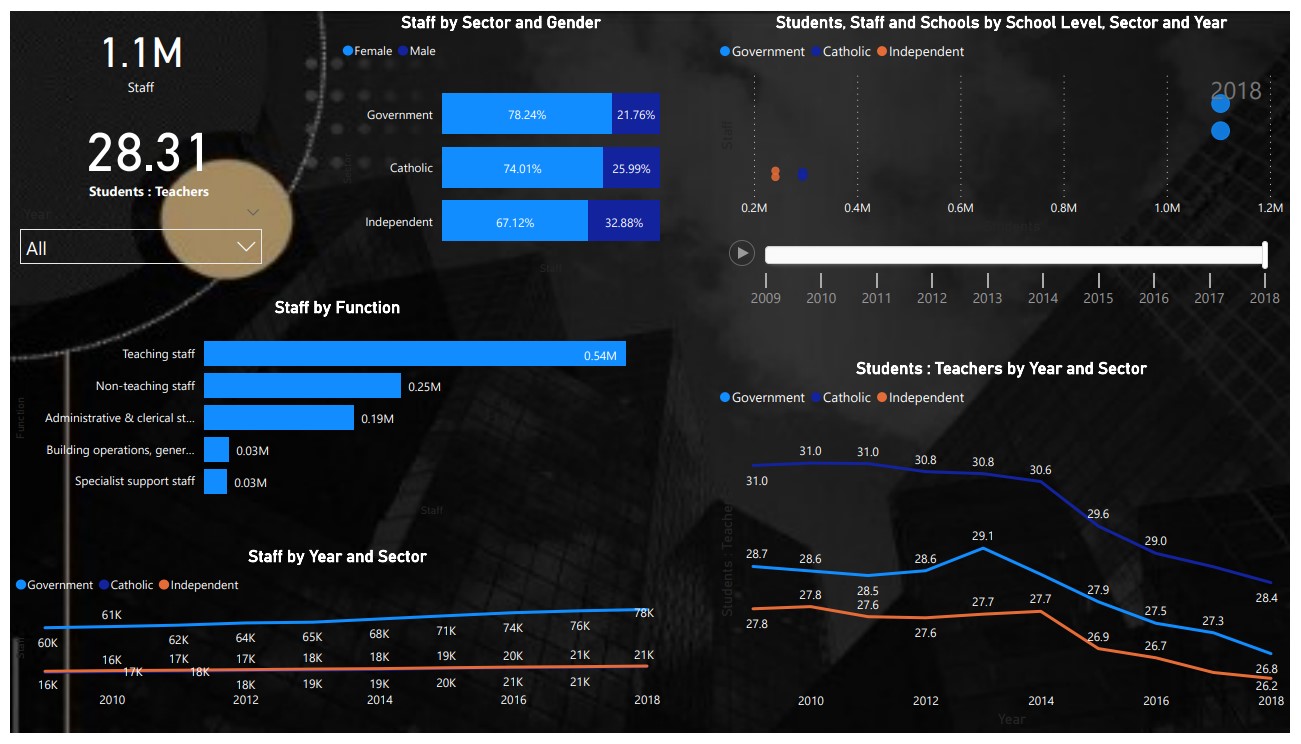 1.1M
Staff
28.31
Students : Teachers
Year
All
Staff by Sector and Gender
Female Male
Government 78.24% 21.76%
Catholic 74.01% 25.99%
Independent 67.12% 32.88%
Staff
Students, Staff and Schools by School Level, Sector and Year
Government Catholic Independent
2018
Staff
0.2M 0.4M 0.6M 0.8M 1.0M 1.2M
2009 2010 2011 2012 2013 2014 2015 2016 2017 2018
Staff by Function
Function
Teaching staff 0.54M
Non-teaching staff 0.25M
Administrative & clerical st... 0.19M
Building operations, gener... 0.03M
Specialist support staff 0.03M
Staff
Staff by Year and Sector
Government Catholic Independent
Staff
60K 61K 62K 64K 65K 68K 71K 74K 76K 78K
16K 17K 17K 18K 18K 19K 20K 21K 21K
16K 17K 18K 18K 19K 19K 20K 21K 21K
2010 2012 2014 2016 2018
Students : Teachers by Year and Sector
Government Catholic Independent
Students : Teacher
31.0 31.0 31.0 30.8 30.8 30.6 29.6 29.0 28.4
28.7 28.6 28.5 28.6 29.1 27.9 27.5 27.3 26.8
27.8 27.8 27.6 27.6 27.7 27.7 26.9 26.7 26.2
2010 2012 2014 2016 2018
Year